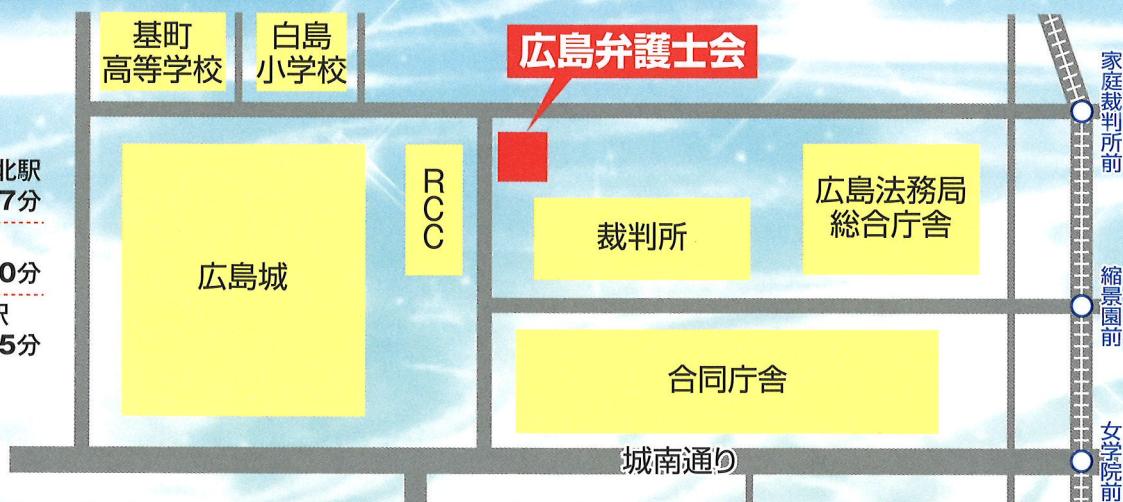 基町
高等学校
白島
小学校
広島弁護士会
家庭裁判所前
北駅
7分
0分
駅
5分
広島城
RCC
裁判所
広島法務局
総合庁舎
縮景園前
合同庁舎
城南通り
女学院前